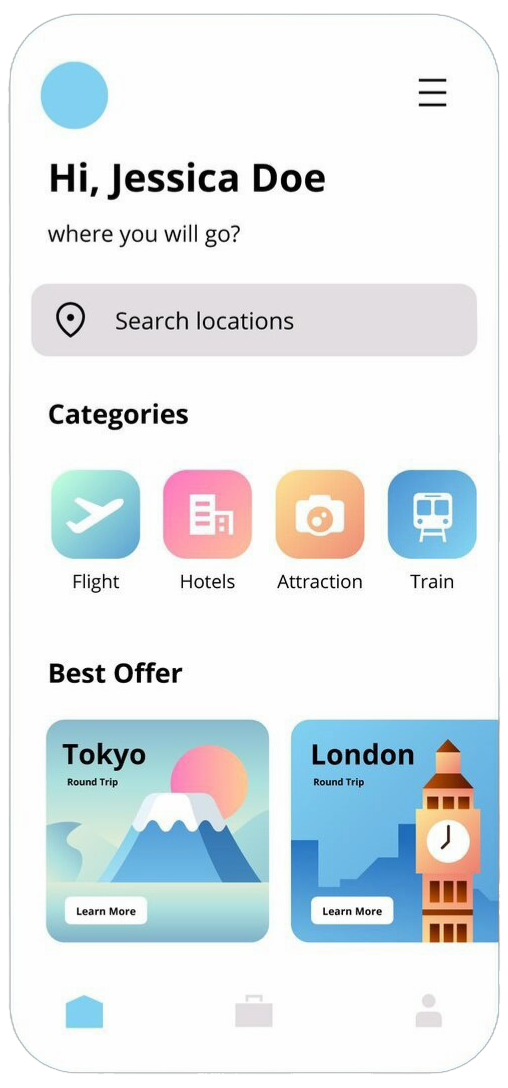 Hi, Jessica Doe
where you will go?
Search locations
Categories
Flight
Hotels
Attraction
Train
Best Offer
Tokyo
Round Trip
Learn More
London
Round Trip
Learn More